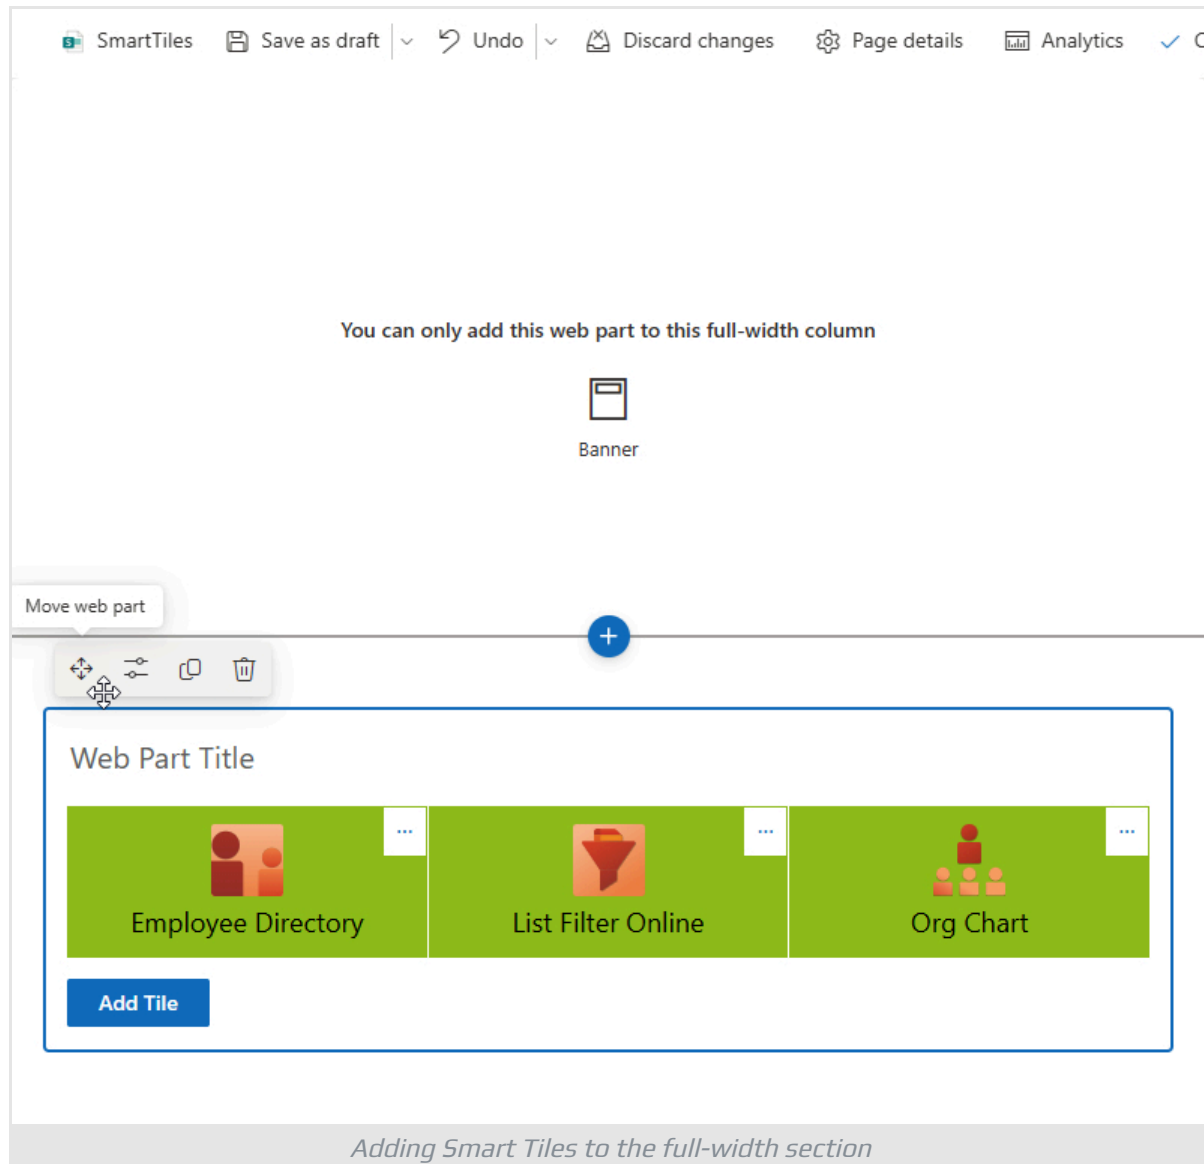 SmartTiles Save as draft Undo Discard changes Page details Analytics
You can only add this web part to this full-width column
Banner
Move web part
Web Part Title
Employee Directory List Filter Online Org Chart
Add Tile
Adding Smart Tiles to the full-width section